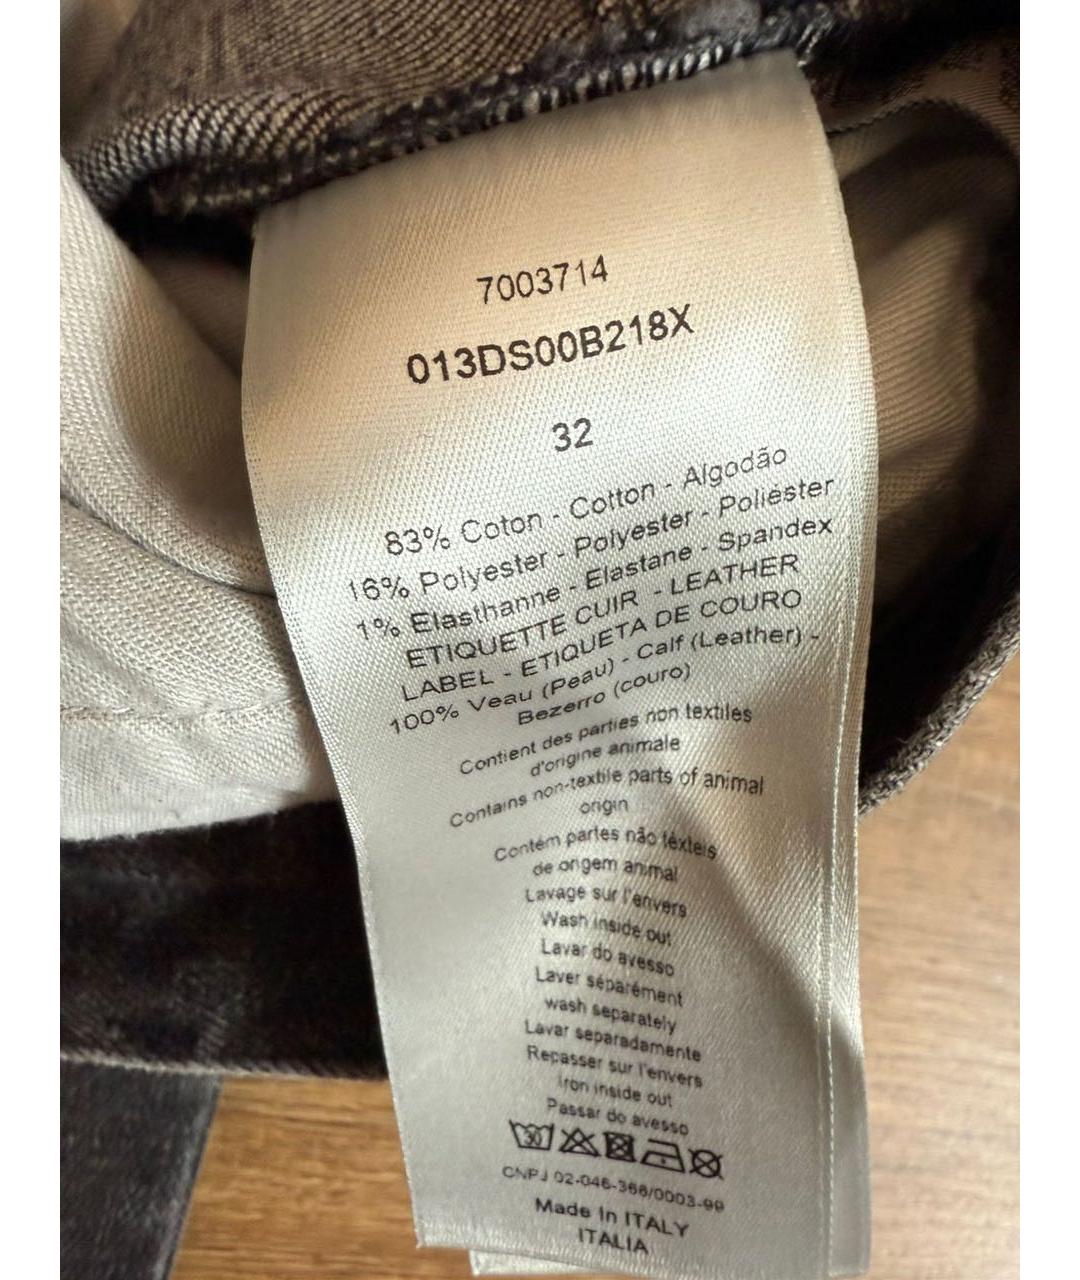 7003714
013DS00B218X
32
83% Coton - Cotton - Algodão
16% Polyester - Polyester - Poliéster
1% Elasthanne - Elastane - Spandex
ETIQUETTE CUIR - LEATHER
LABEL - ETIQUETA DE COURO
100% Veau (Peau) - Calf (Leather) -
Bezerro (couro)
Contient des parties non textiles
d'origine animale
Contains non-textile parts of animal
origin
Contém partes não têxteis
de origem animal
Lavage sur l'envers
Wash inside out
Lavar do avesso
Laver séparément
wash separately
Lavar separadamente
Repasser sur l'envers
Iron inside out
Passar do avesso
30
CNPJ 02-046-366/0003-99
Made In ITALY
ITALIA